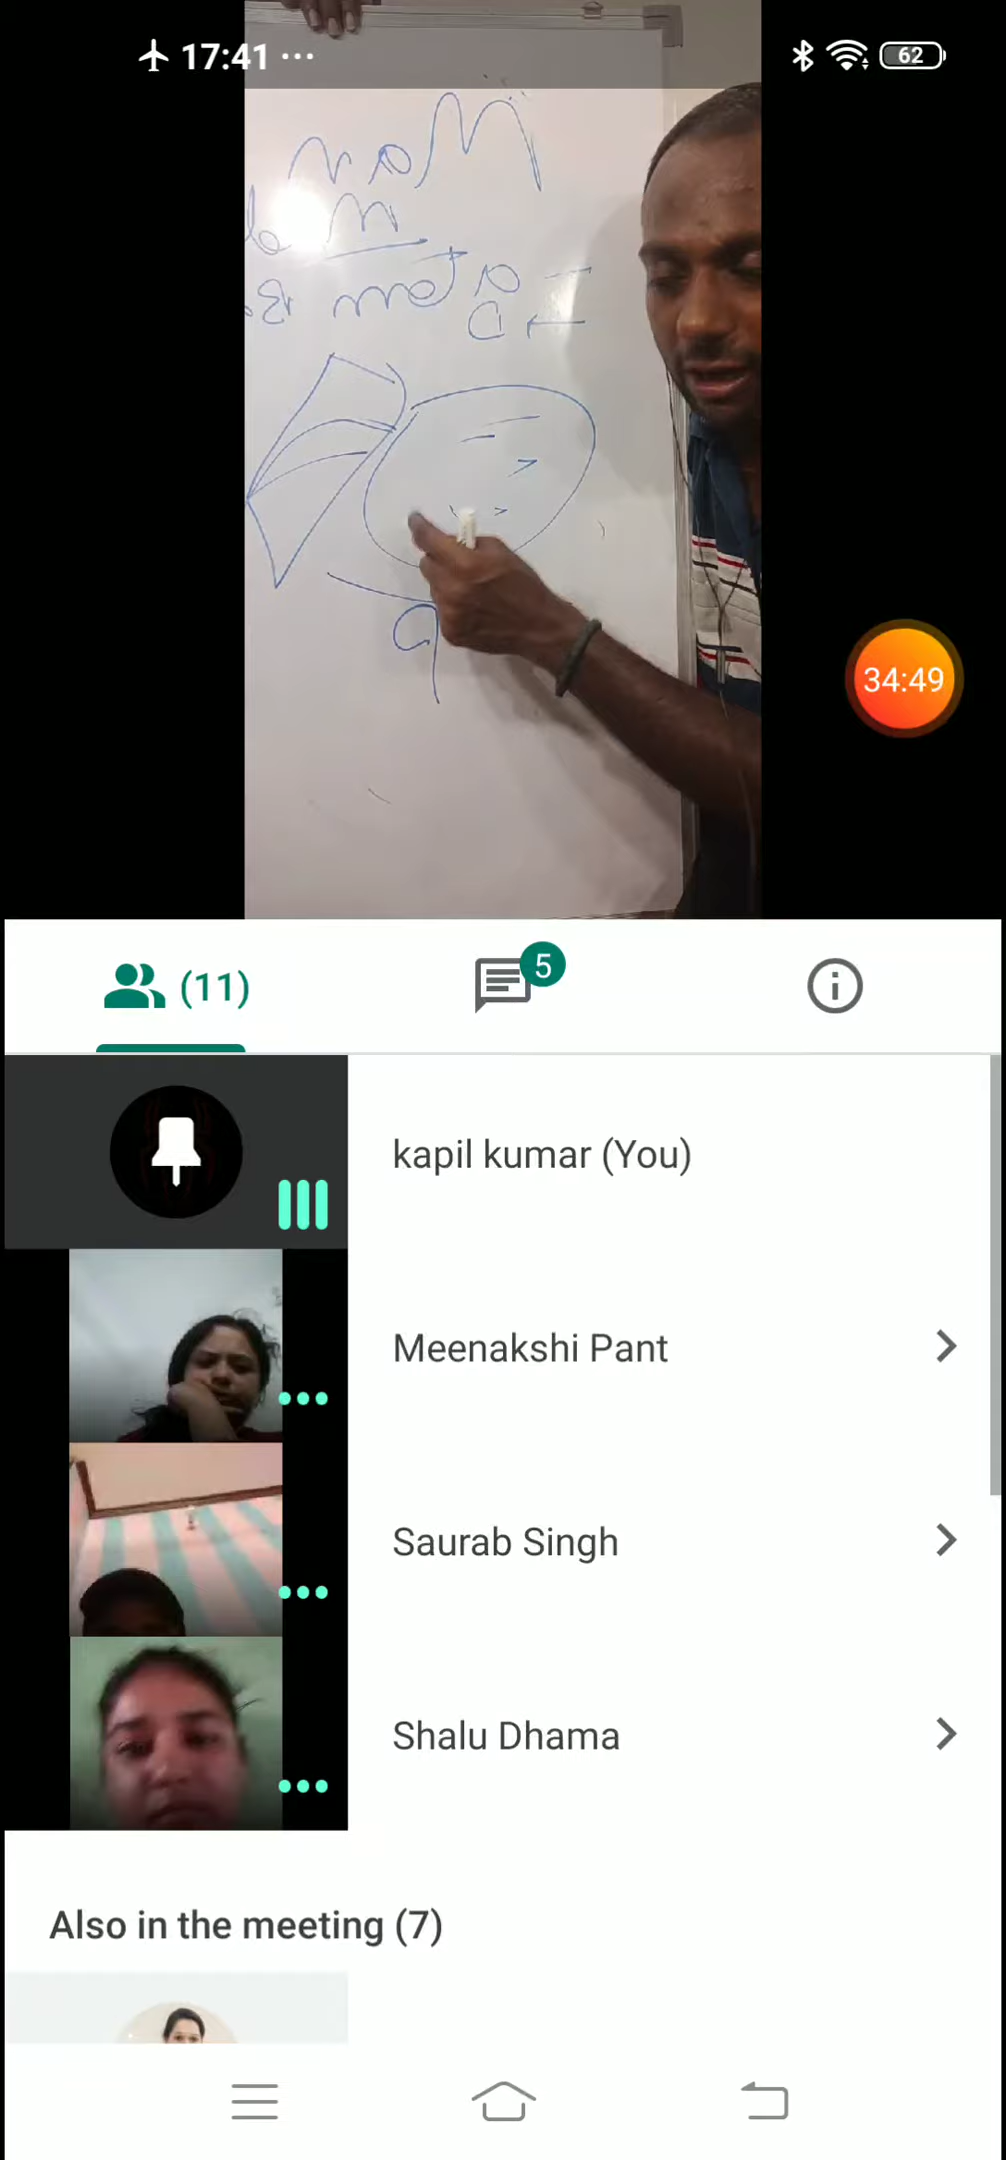 17:41 ...
62
Man
34:49
(11)
5
kapil kumar (You)
Meenakshi Pant
Saurab Singh
Shalu Dhama
Also in the meeting (7)